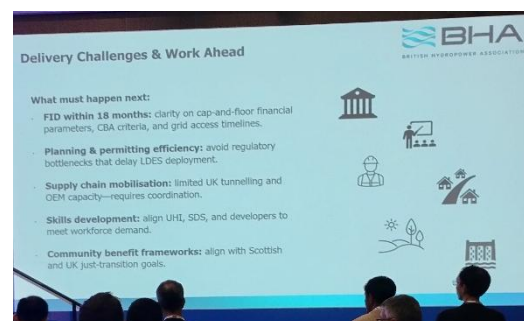 BHA
BRITISH HYDROPOWER ASSOCIATION
Delivery Challenges & Work Ahead
What must happen next:
FID within 18 months: clarity on cap-and-floor financial
parameters, CBA criteria, and grid access timelines.
Planning & permitting efficiency: avoid regulatory
bottlenecks that delay LDES deployment.
Supply chain mobilisation: limited UK tunnelling and
OEM capacity—requires coordination.
Skills development: align UHI, SDS, and developers to
meet workforce demand.
Community benefit frameworks: align with Scottish
and UK just-transition goals.